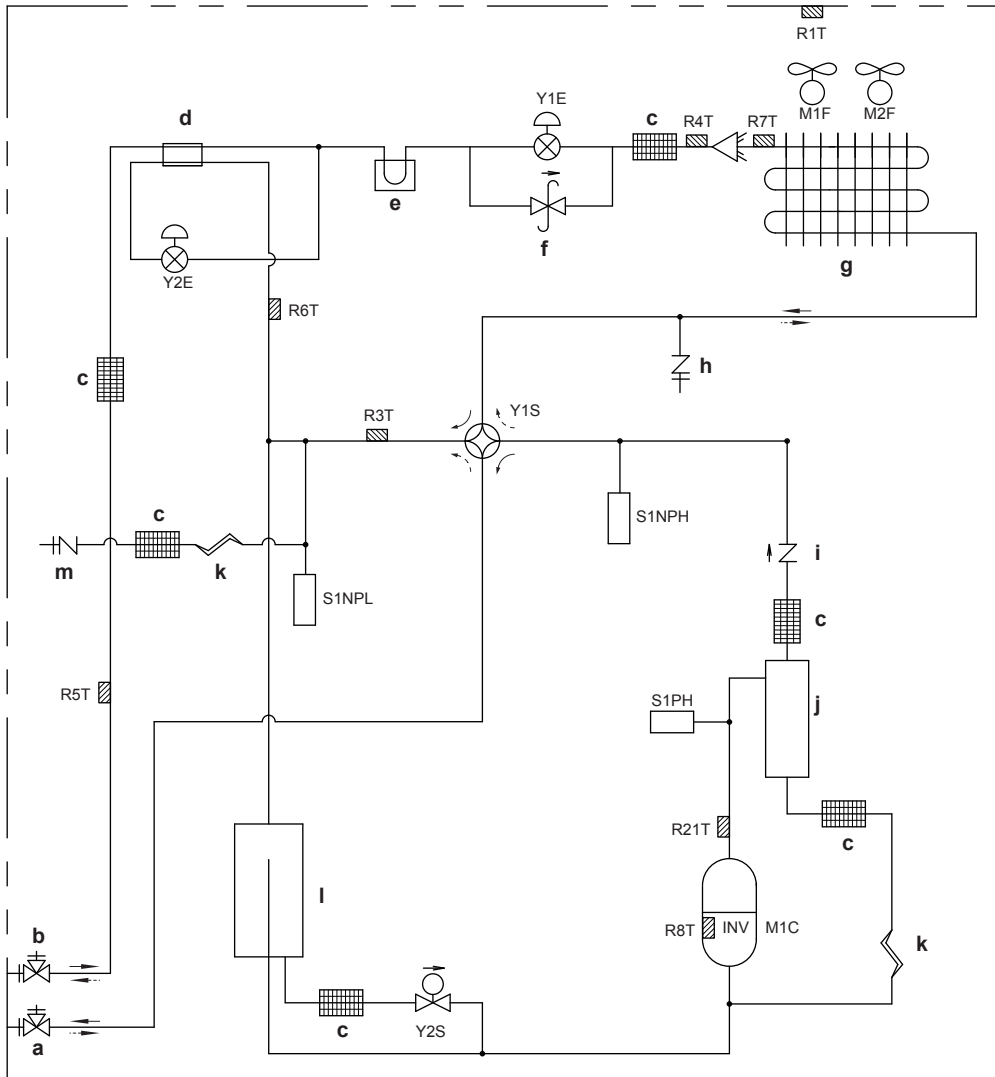 R1T
M1F M2F
Y1E
d
c
R4T
R7T
e
f
Y2E
g
R6T
h
c
R3T
Y1S
S1NPH
c
i
m
k
S1NPL
c
R5T
S1PH
j
R21T
c
l
R8T
INV
M1C
b
k
c
Y2S
a